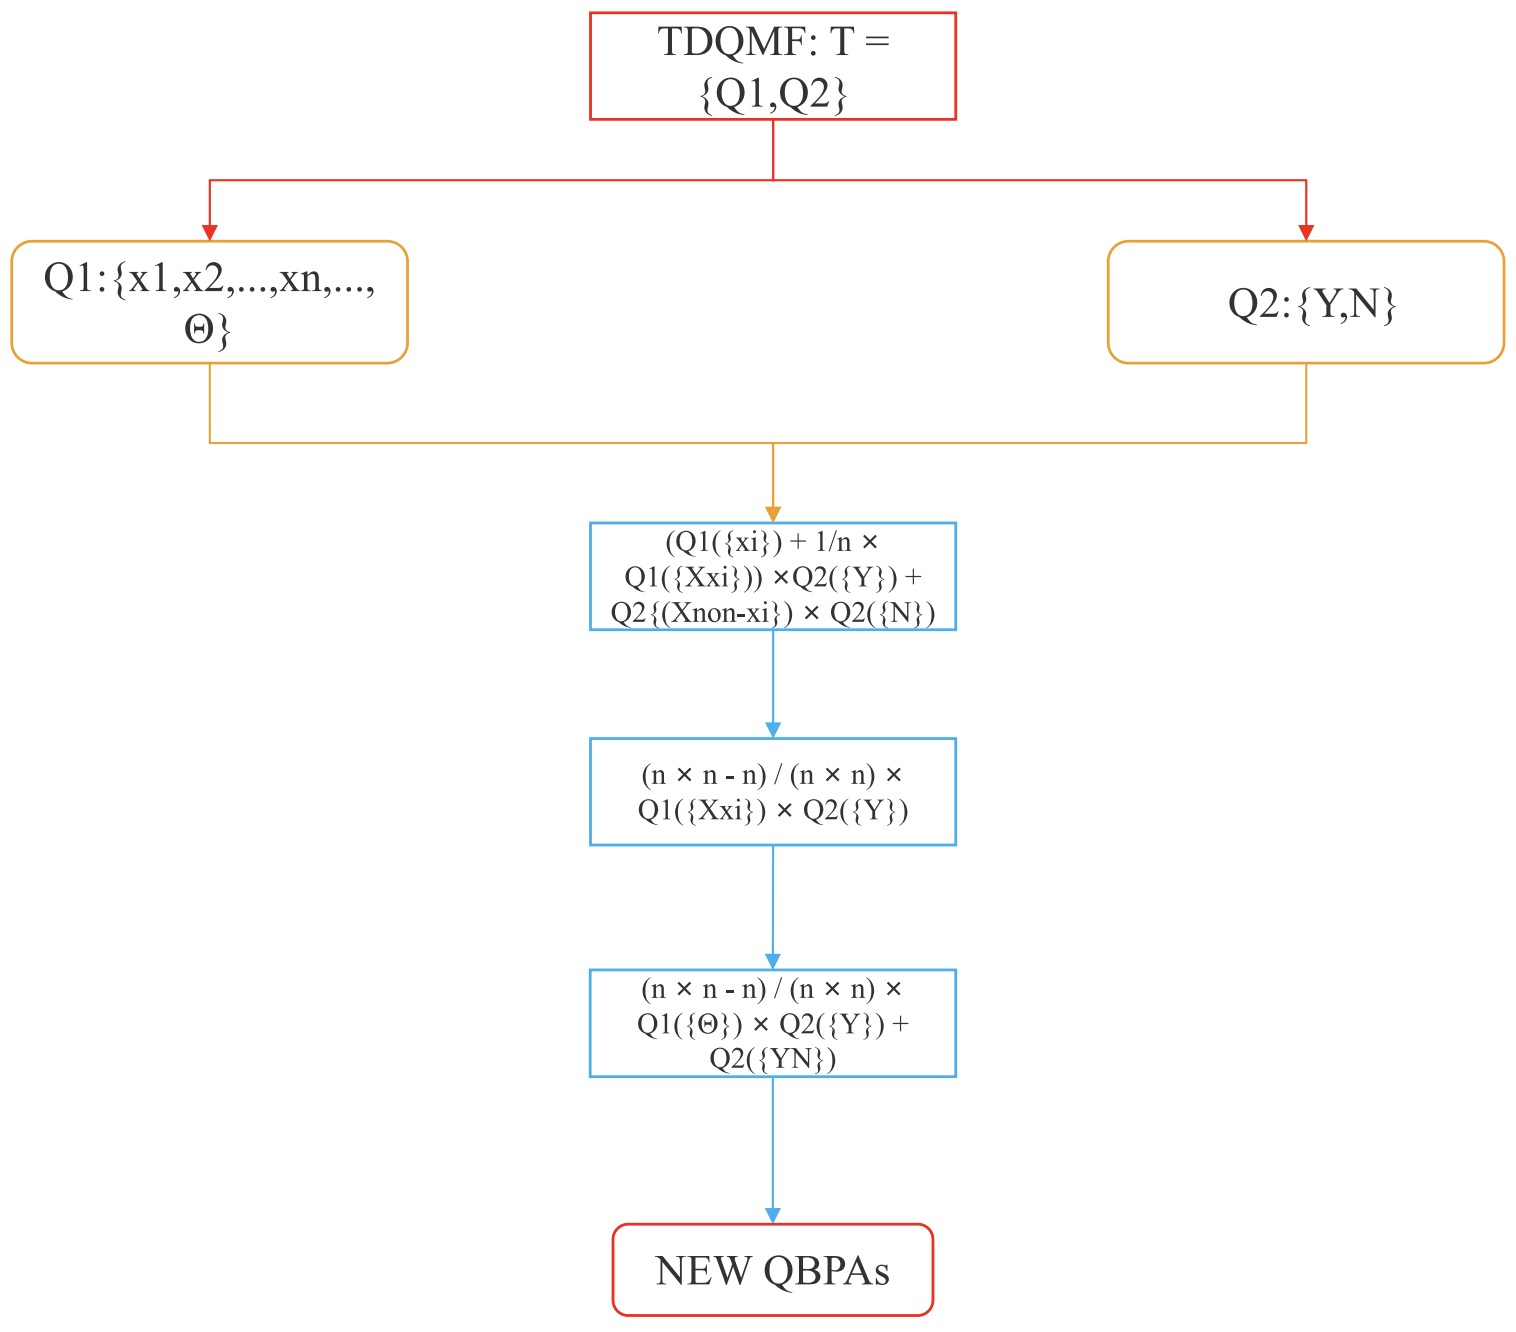 TDQMF: T =
{Q1,Q2}
Q1:{x1,x2,...,xn,...,
Θ}
Q2:{Y,N}
(Q1({xi}) + 1/n ×
Q1({Xxi})) ×Q2({Y}) +
Q2{(Xnon-xi}) × Q2({N})
(n × n - n) / (n × n) ×
Q1({Xxi}) × Q2({Y})
(n × n - n) / (n × n) ×
Q1({Θ}) × Q2({Y}) +
Q2({YN})
NEW QBPAs